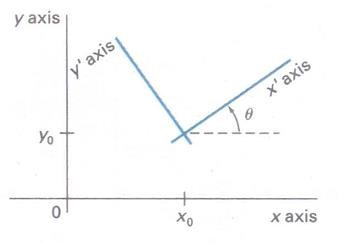 y axis
y' axis
x' axis
θ
y₀
0
x₀
x axis